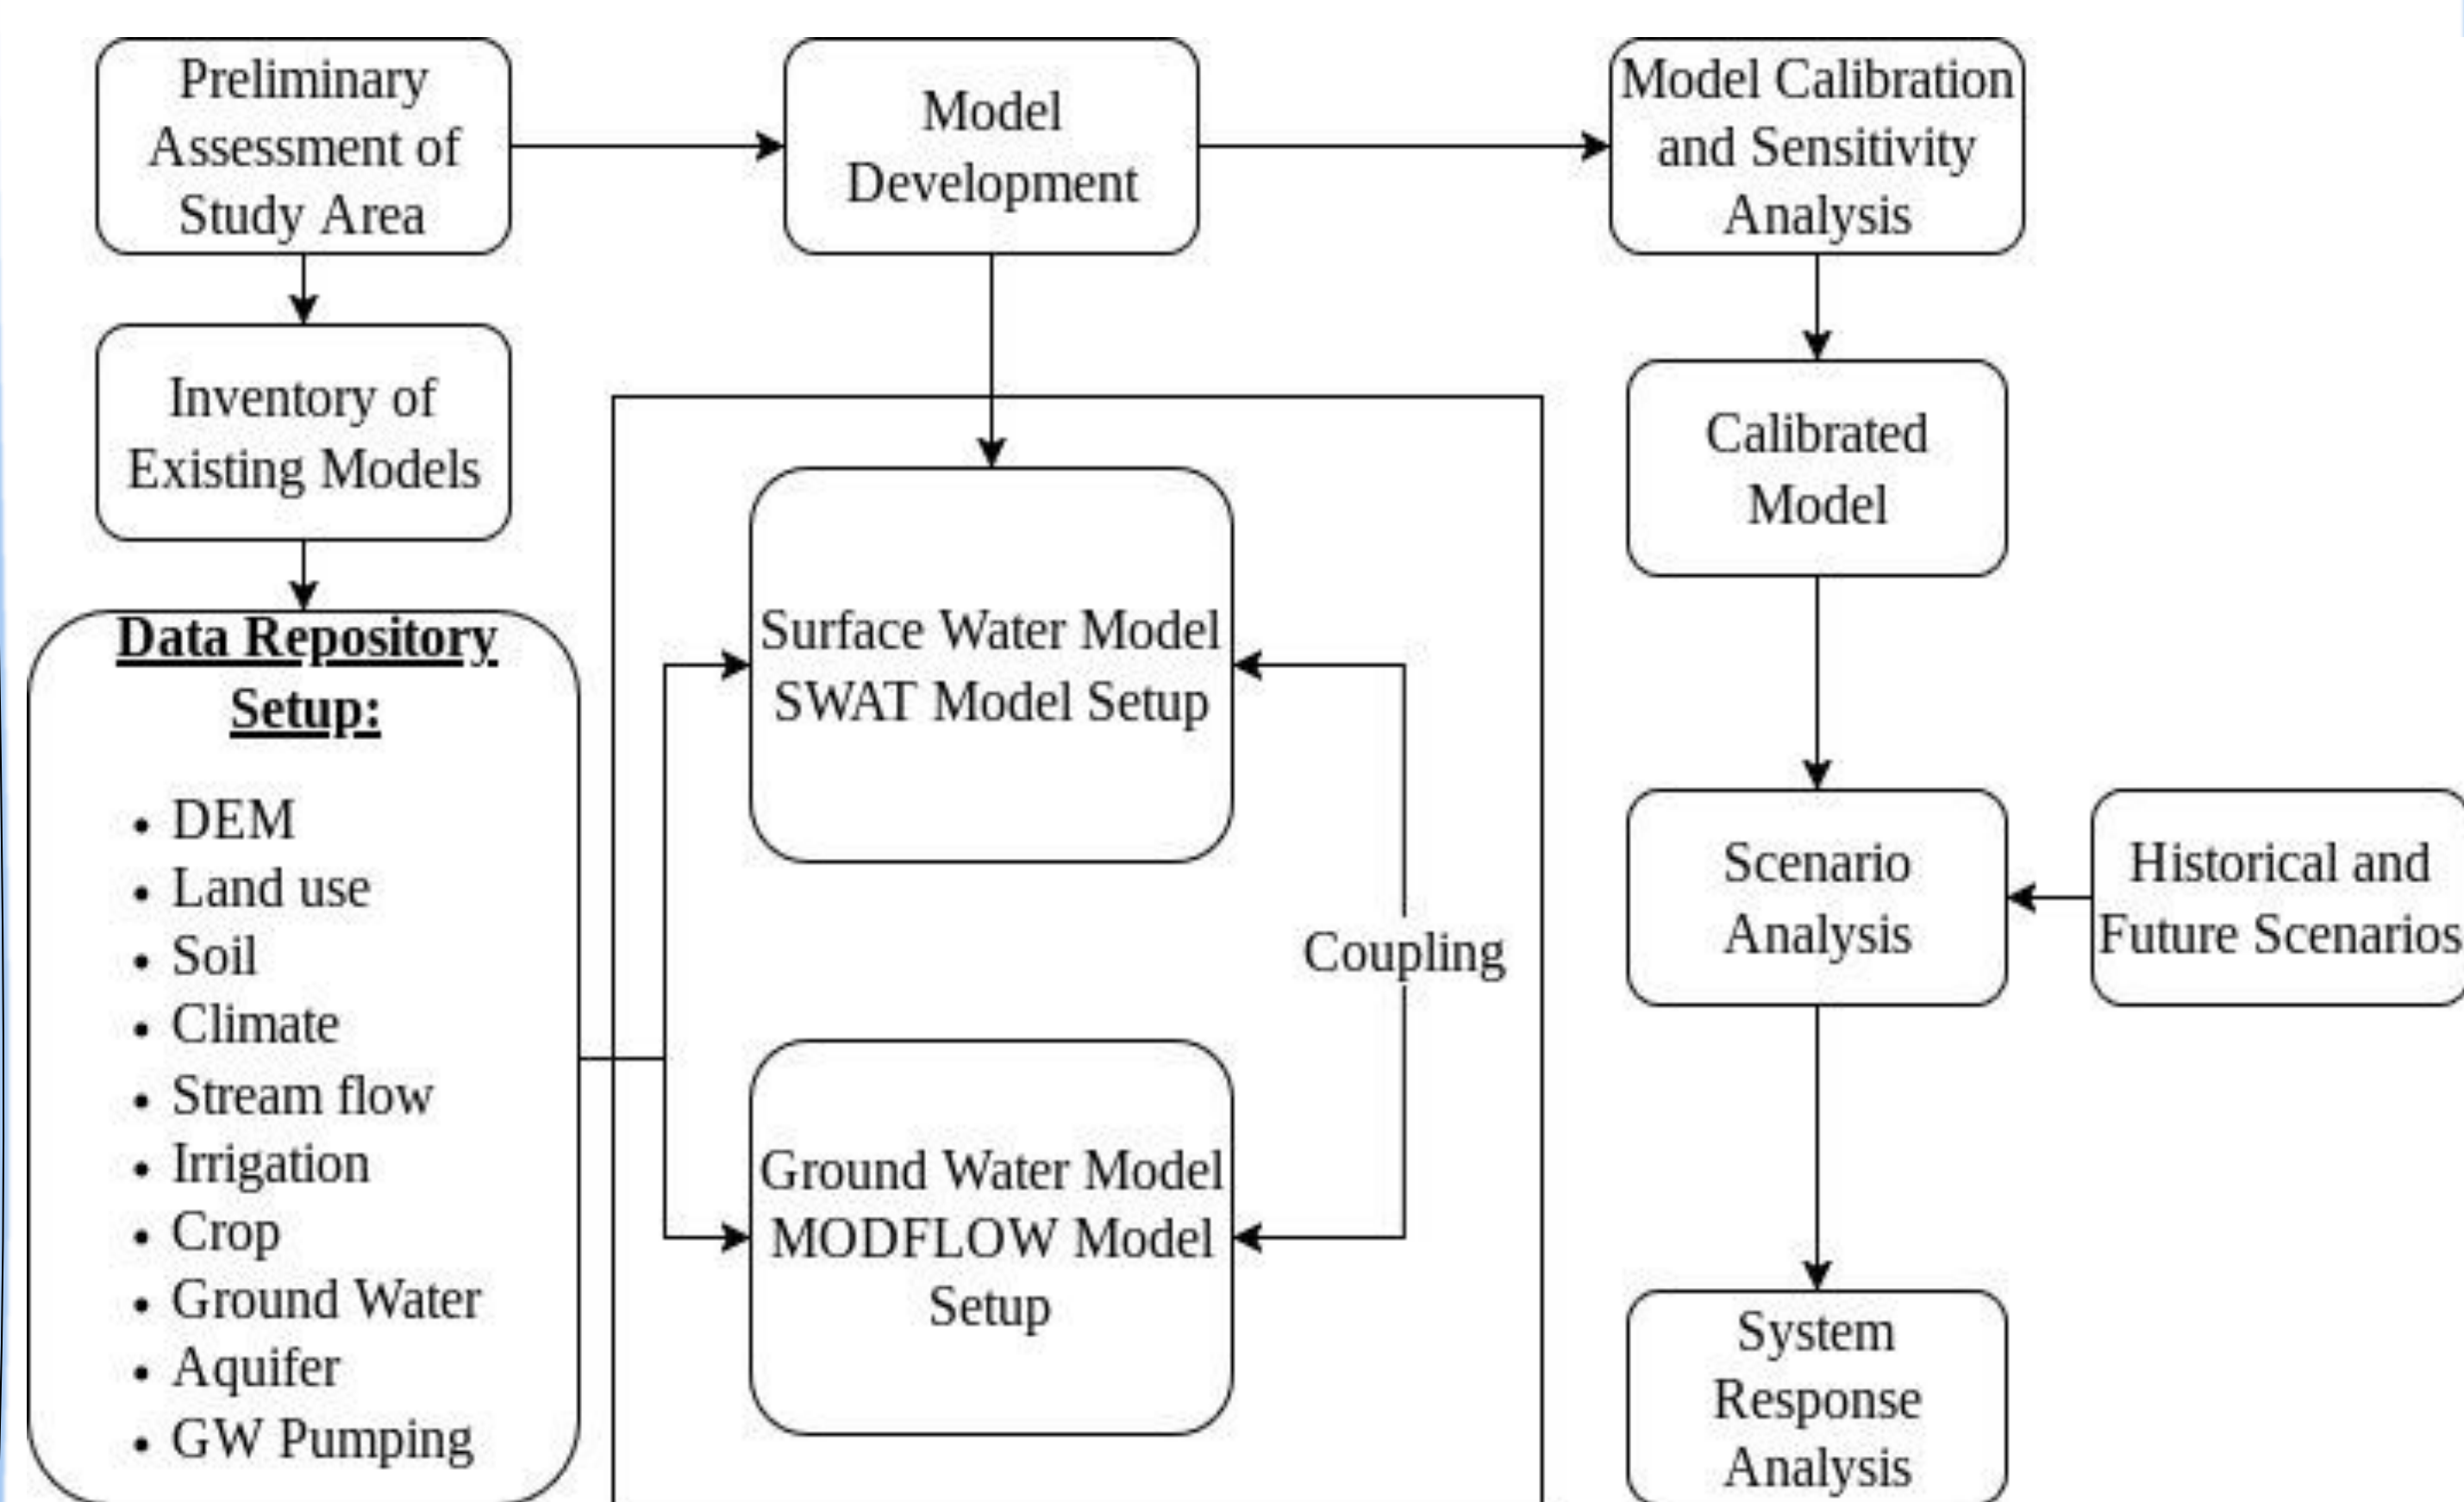 Preliminary
Assessment of
Study Area
Model
Development
Model Calibration
and Sensitivity
Analysis
Inventory of
Existing Models
Calibrated
Model
Data Repository
Setup:
• DEM
• Land use
• Soil
• Climate
• Stream flow
• Irrigation
• Crop
• Ground Water
• Aquifer
• GW Pumping
Surface Water Model
SWAT Model Setup
Coupling
Ground Water Model
MODFLOW Model
Setup
Scenario
Analysis
Historical and
Future Scenarios
System
Response
Analysis